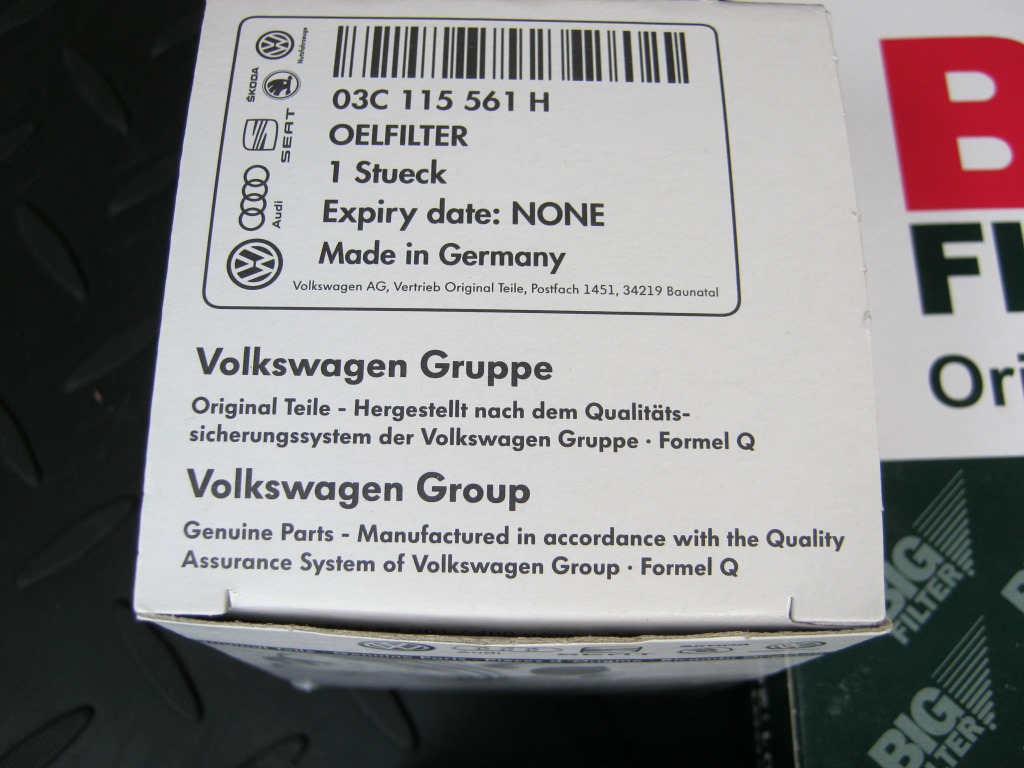 Nutzfahrzeuge
ŠKODA
SEAT
Audi
03C 115 561 H
OELFILTER
1 Stueck
Expiry date: NONE
Made in Germany
Volkswagen AG, Vertrieb Original Teile, Postfach 1451, 34219 Baunatal
Volkswagen Gruppe
Original Teile - Hergestellt nach dem Qualitäts-
sicherungssystem der Volkswagen Gruppe · Formel Q
Volkswagen Group
Genuine Parts - Manufactured in accordance with the Quality
Assurance System of Volkswagen Group · Formel Q
B
Ori
BIG
FILTER
BIG